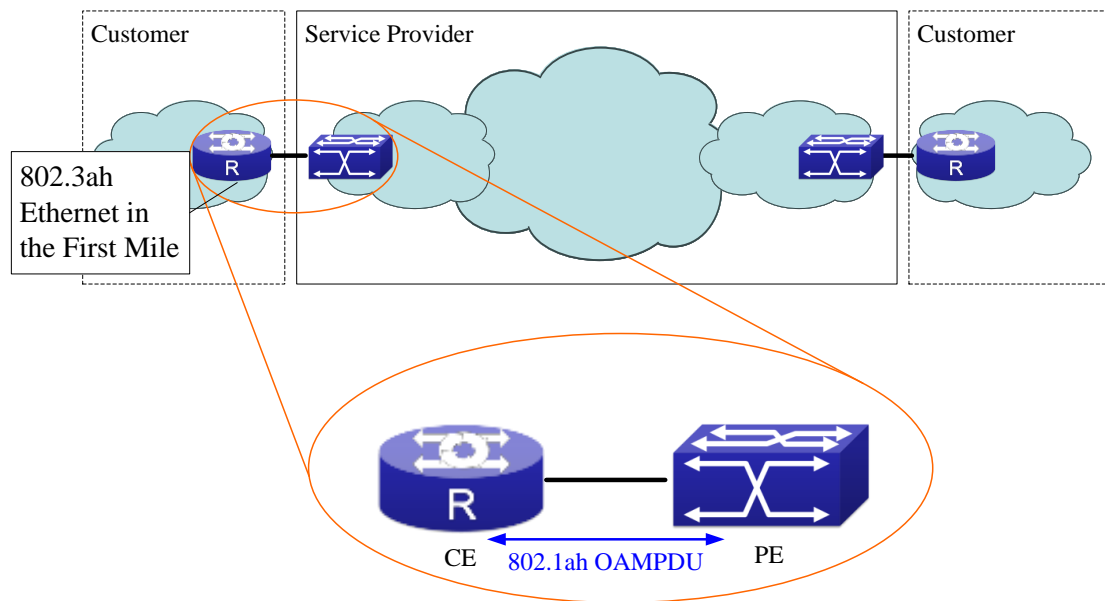 Customer
Service Provider
Customer
R
R
802.3ah
Ethernet in
the First Mile
R
CE
802.1ah OAMPDU
PE